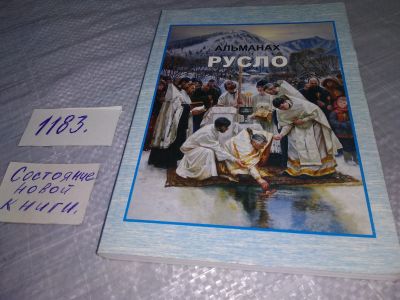 АЛЬМАНАХ
РУСЛО
1183.
Состояние
новой
книги.